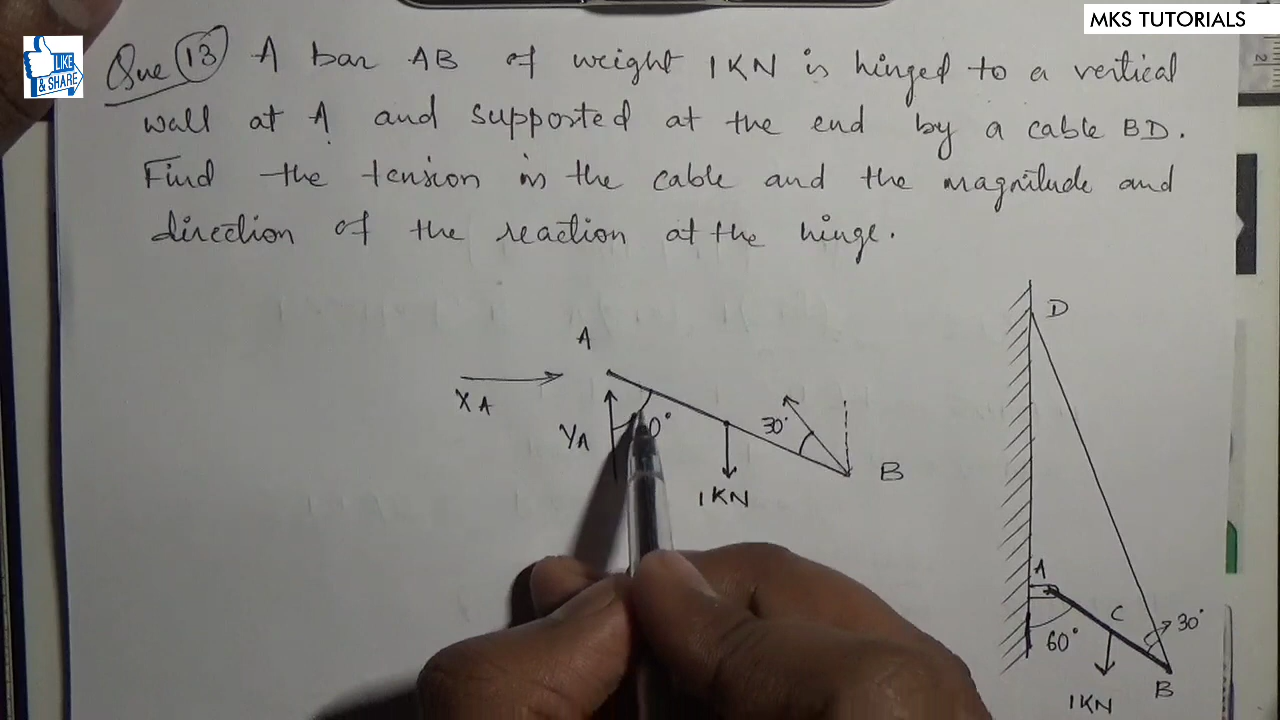 MKS TUTORIALS
LIKE
& SHARE
Que 13 A bar AB of weight 1KN is hinged to a vertical
wall at A and supported at the end by a cable BD.
Find the tension in the cable and the magnitude and
direction of the reaction at the hinge.
D
A
XA
YA
0°
30°
1KN
B
A
C
60°
30°
1KN
B
2